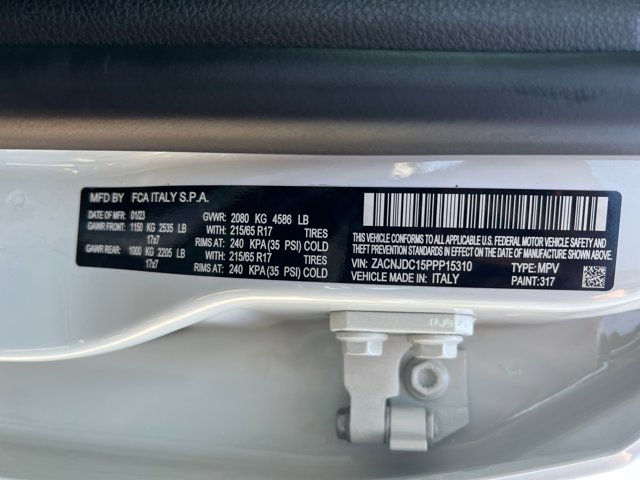 MFD BY FCA ITALY S.P.A.
DATE OF MFR 01/23 GVWR: 2080 KG 4586 LB
GAWR FRONT: 1150 KG 2535 LB WITH: 215/65 R17 TIRES
17x7 RIMS AT: 240 KPA (35 PSI) COLD
GAWR REAR: 1000 KG 2205 LB WITH: 215/65 R17 TIRES
17x7 RIMS AT: 240 KPA (35 PSI) COLD
THIS VEHICLE CONFORMS TO ALL APPLICABLE U.S. FEDERAL MOTOR VEHICLE SAFETY, BUMPER, AND
THEFT PREVENTION STANDARDS IN EFFECT ON THE DATE OF MANUFACTURE SHOWN ABOVE.
VIN: ZACNJDC15PPP15310 TYPE: MPV
VEHICLE MADE IN: ITALY PAINT: 317